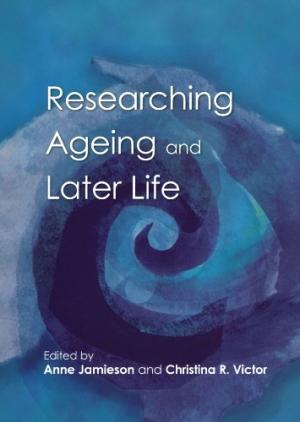 Researching
Ageing and
Later Life
Edited by
Anne Jamieson and Christina R. Victor